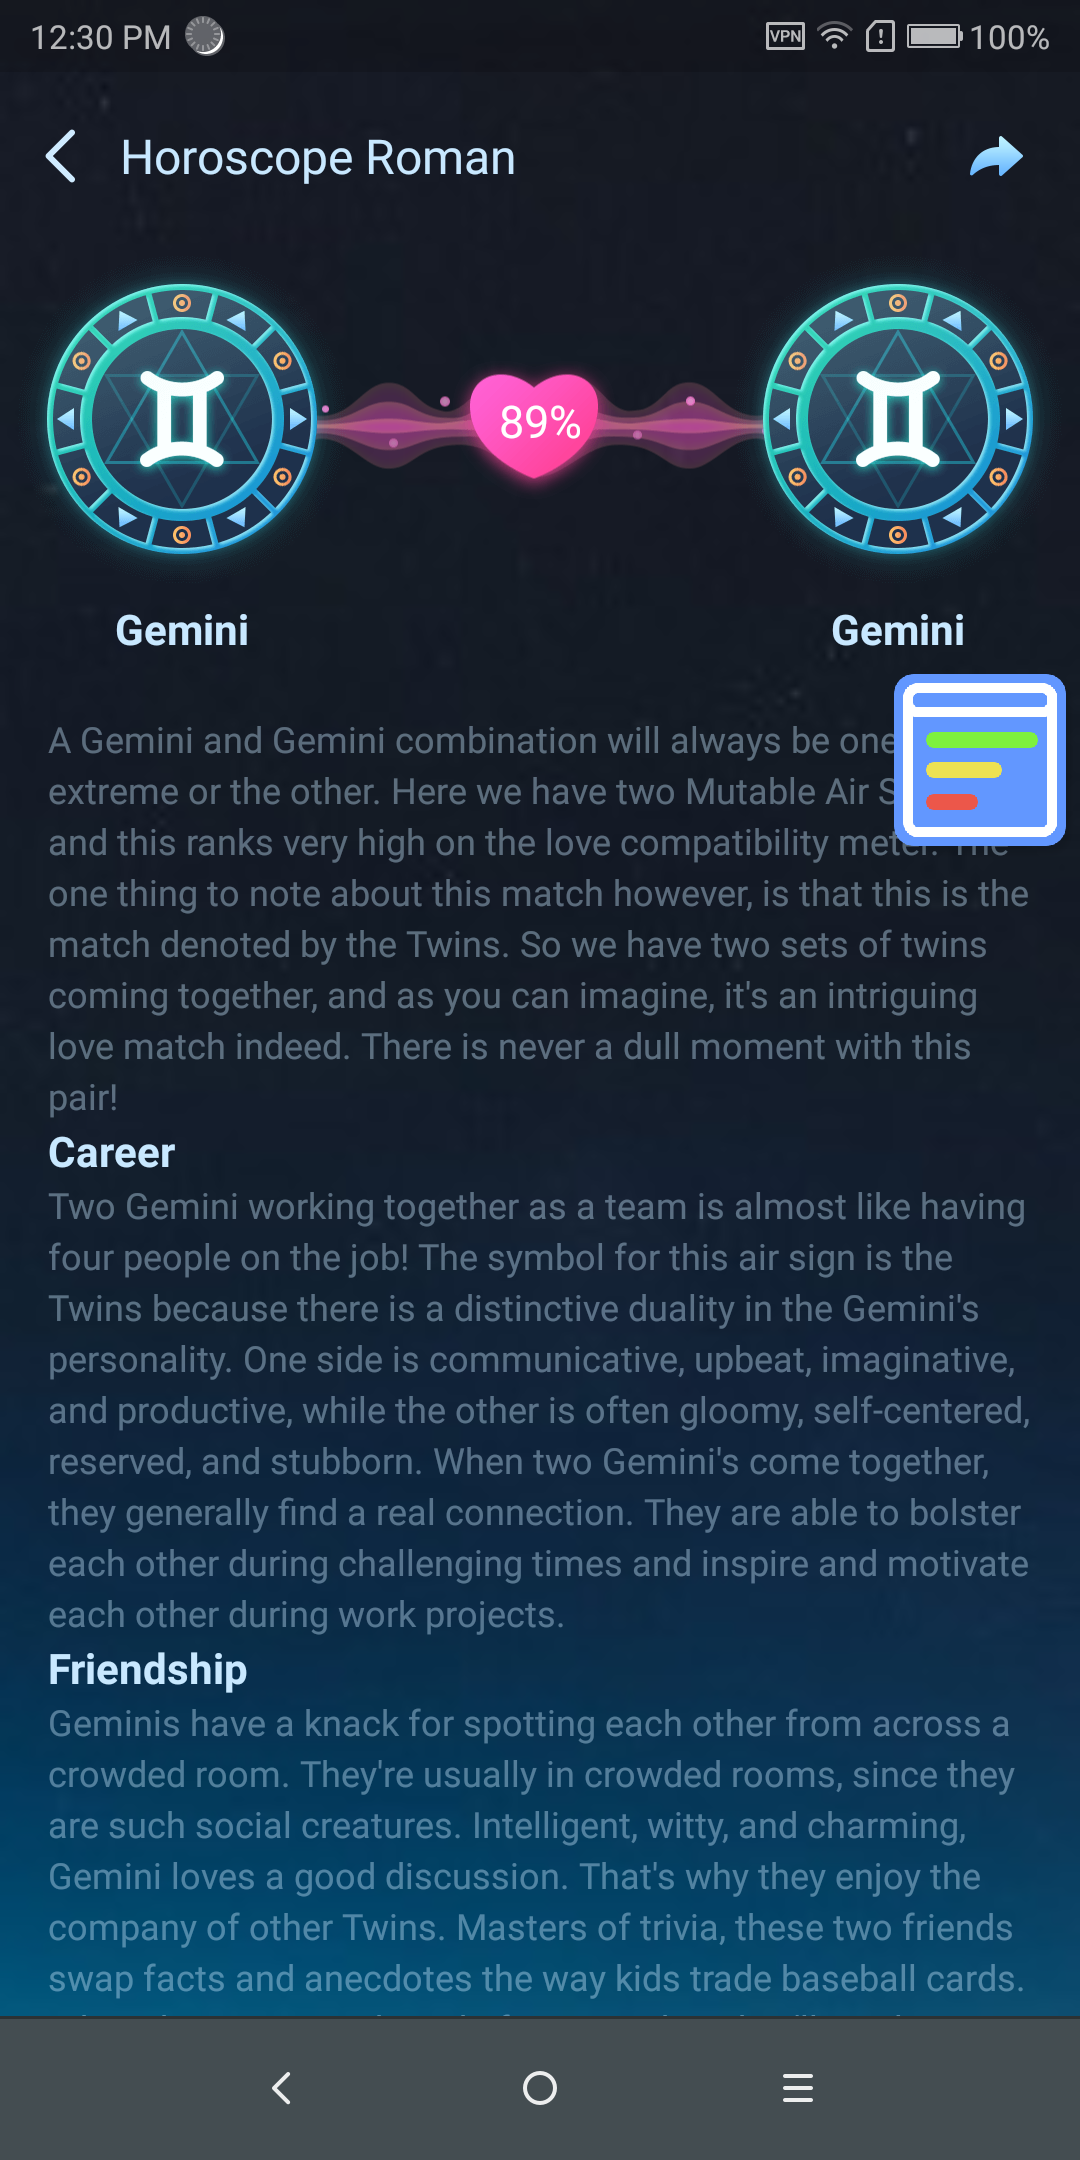 12:30 PM VPN 100%
Horoscope Roman
89%
Gemini Gemini
A Gemini and Gemini combination will always be one
extreme or the other. Here we have two Mutable Air
and this ranks very high on the love compatibility meter. The
one thing to note about this match however, is that this is the
match denoted by the Twins. So we have two sets of twins
coming together, and as you can imagine, it's an intriguing
love match indeed. There is never a dull moment with this
pair!
Career
Two Gemini working together as a team is almost like having
four people on the job! The symbol for this air sign is the
Twins because there is a distinctive duality in the Gemini's
personality. One side is communicative, upbeat, imaginative,
and productive, while the other is often gloomy, self-centered,
reserved, and stubborn. When two Gemini's come together,
they generally find a real connection. They are able to bolster
each other during challenging times and inspire and motivate
each other during work projects.
Friendship
Geminis have a knack for spotting each other from across a
crowded room. They're usually in crowded rooms, since they
are such social creatures. Intelligent, witty, and charming,
Gemini loves a good discussion. That's why they enjoy the
company of other Twins. Masters of trivia, these two friends
swap facts and anecdotes the way kids trade baseball cards.